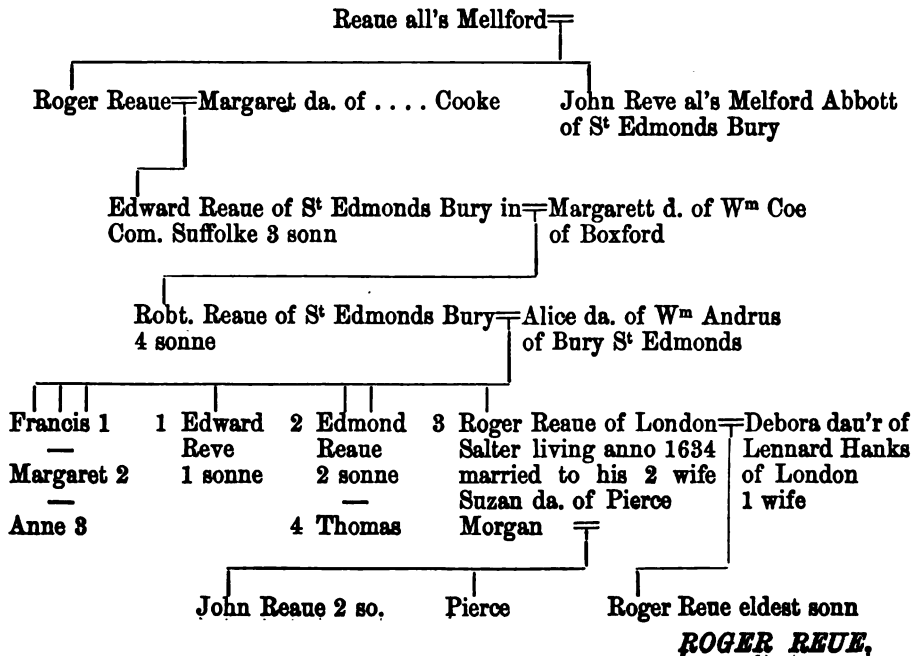 Reaue all's Mellford
Roger Reaue Margaret da. of .... Cooke
John Reve al's Melford Abbott
of Sᵗ Edmonds Bury
Edward Reaue of Sᵗ Edmonds Bury in
Com. Suffolke 3 sonn
Margarett d. of Wᵐ Coe
of Boxford
Robt. Reaue of Sᵗ Edmonds Bury
4 sonne
Alice da. of Wᵐ Andrus
of Bury Sᵗ Edmonds
Francis 1
Margaret 2
Anne 3
1 Edward
Reve
1 sonne
2 Edmond
Reaue
2 sonne
4 Thomas
3 Roger Reaue of London
Salter living anno 1634
married to his 2 wife
Suzan da. of Pierce
Morgan
Debora dau'r of
Lennard Hanks
of London
1 wife
John Reaue 2 so.
Pierce
Roger Reue eldest sonn
ROGER REUE,